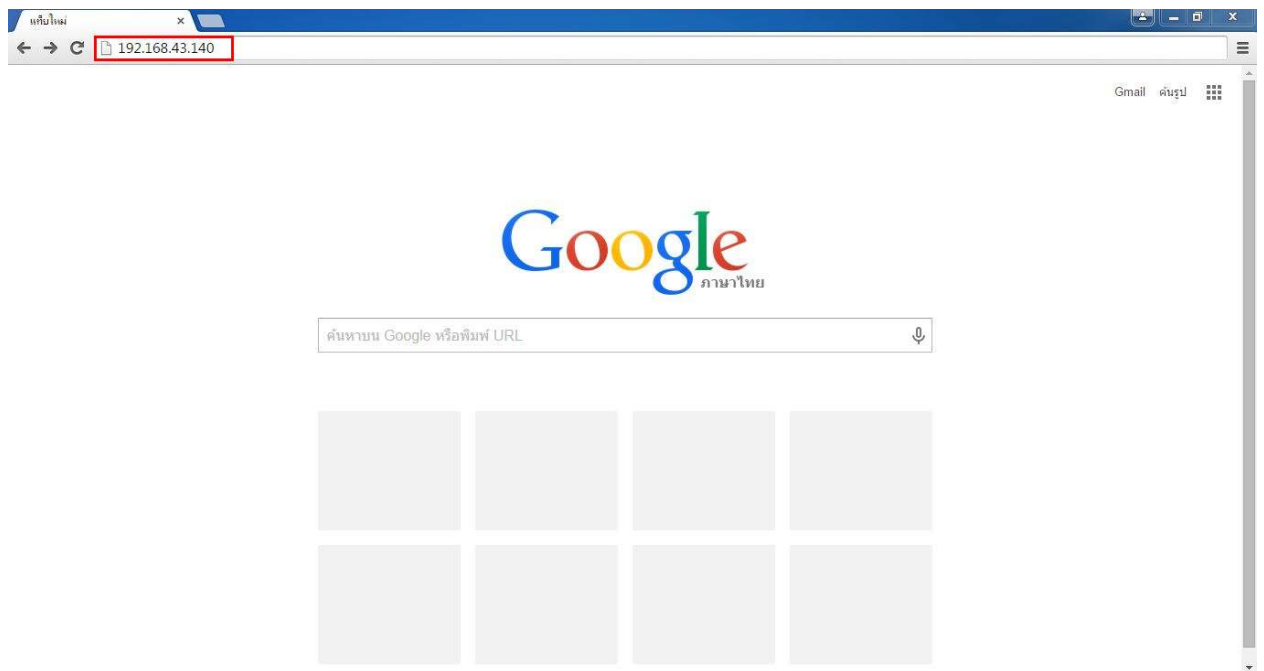 แท็บใหม่
192.168.43.140
Gmail ค้นรูป
Google
ภาษาไทย
ค้นหาบน Google หรือพิมพ์ URL